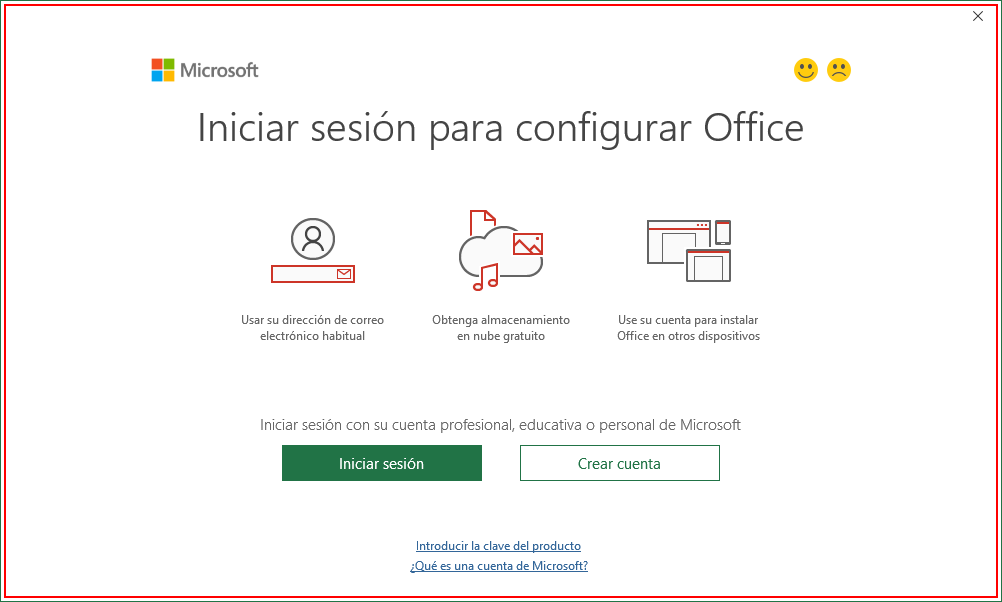 Microsoft
Iniciar sesión para configurar Office
Usar su dirección de correo
electrónico habitual
Obtenga almacenamiento
en nube gratuito
Use su cuenta para instalar
Office en otros dispositivos
Iniciar sesión con su cuenta profesional, educativa o personal de Microsoft
Iniciar sesión
Crear cuenta
Introducir la clave del producto
¿Qué es una cuenta de Microsoft?